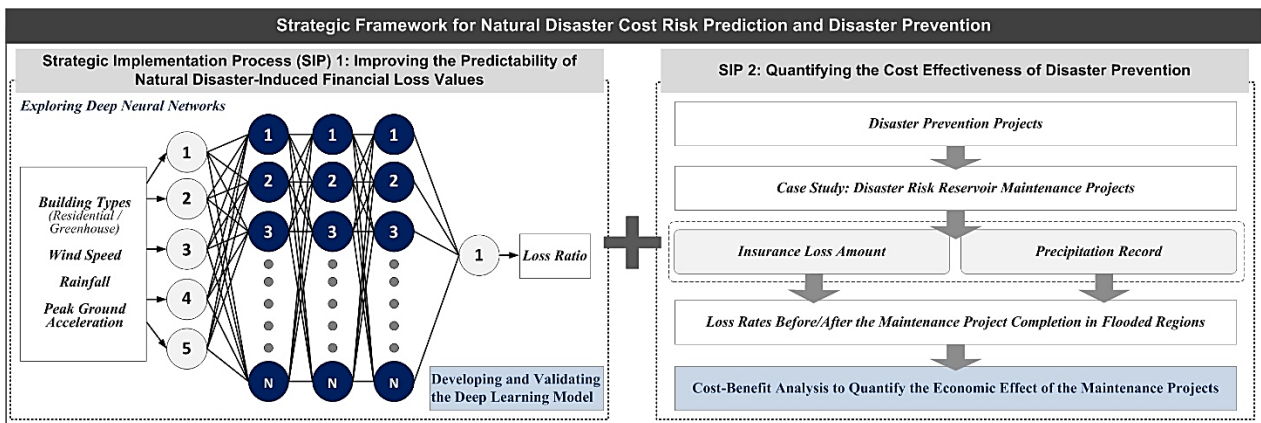 Strategic Framework for Natural Disaster Cost Risk Prediction and Disaster Prevention
Strategic Implementation Process (SIP) 1: Improving the Predictability of
Natural Disaster-Induced Financial Loss Values
Exploring Deep Neural Networks
Building Types
(Residential /
Greenhouse)
Wind Speed
Rainfall
Peak Ground
Acceleration
1
2
3
4
5
1 1 1
2 2 2
3 3 3
N N N
1
Loss Ratio
Developing and Validating
the Deep Learning Model
SIP 2: Quantifying the Cost Effectiveness of Disaster Prevention
Disaster Prevention Projects
Case Study: Disaster Risk Reservoir Maintenance Projects
Insurance Loss Amount
Precipitation Record
Loss Rates Before/After the Maintenance Project Completion in Flooded Regions
Cost-Benefit Analysis to Quantify the Economic Effect of the Maintenance Projects